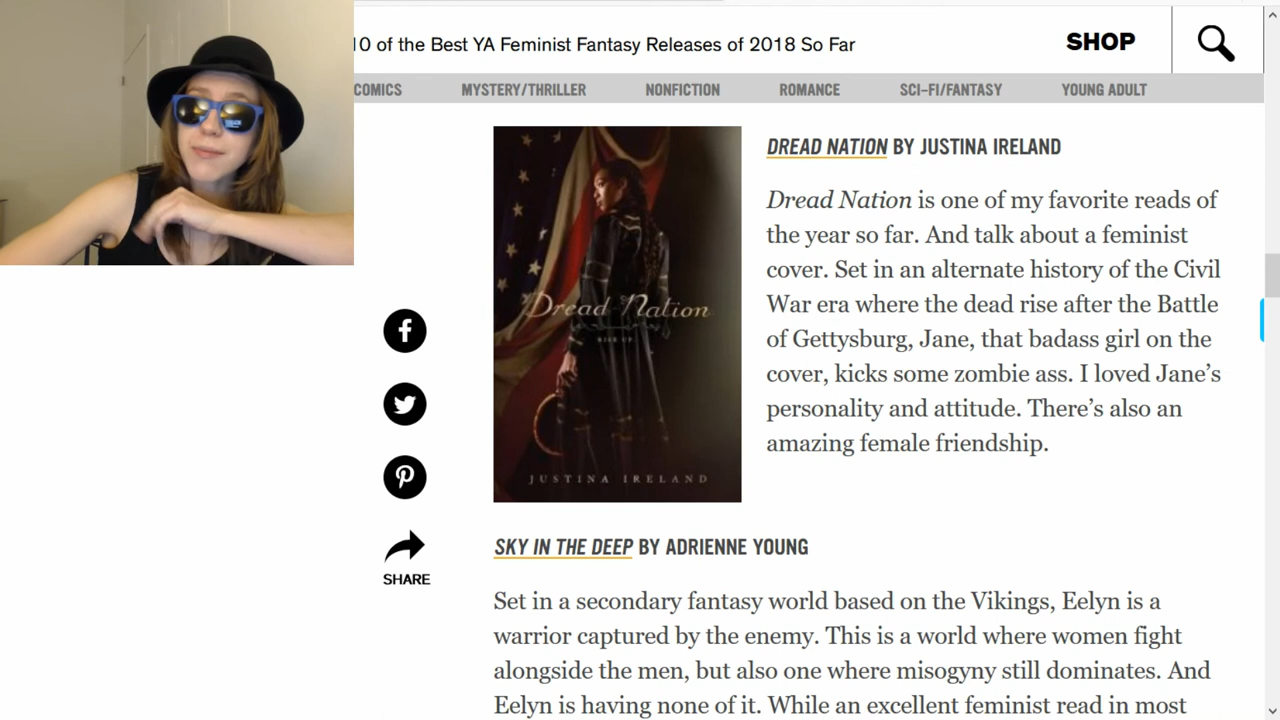 10 of the Best YA Feminist Fantasy Releases of 2018 So Far
SHOP
COMICS MYSTERY/THRILLER NONFICTION ROMANCE SCI-FI/FANTASY YOUNG ADULT
Dread Nation
RISE UP.
JUSTINA IRELAND
DREAD NATION BY JUSTINA IRELAND
Dread Nation is one of my favorite reads of
the year so far. And talk about a feminist
cover. Set in an alternate history of the Civil
War era where the dead rise after the Battle
of Gettysburg, Jane, that badass girl on the
cover, kicks some zombie ass. I loved Jane’s
personality and attitude. There’s also an
amazing female friendship.
SHARE
SKY IN THE DEEP BY ADRIENNE YOUNG
Set in a secondary fantasy world based on the Vikings, Eelyn is a
warrior captured by the enemy. This is a world where women fight
alongside the men, but also one where misogyny still dominates. And
Eelyn is having none of it. While an excellent feminist read in most